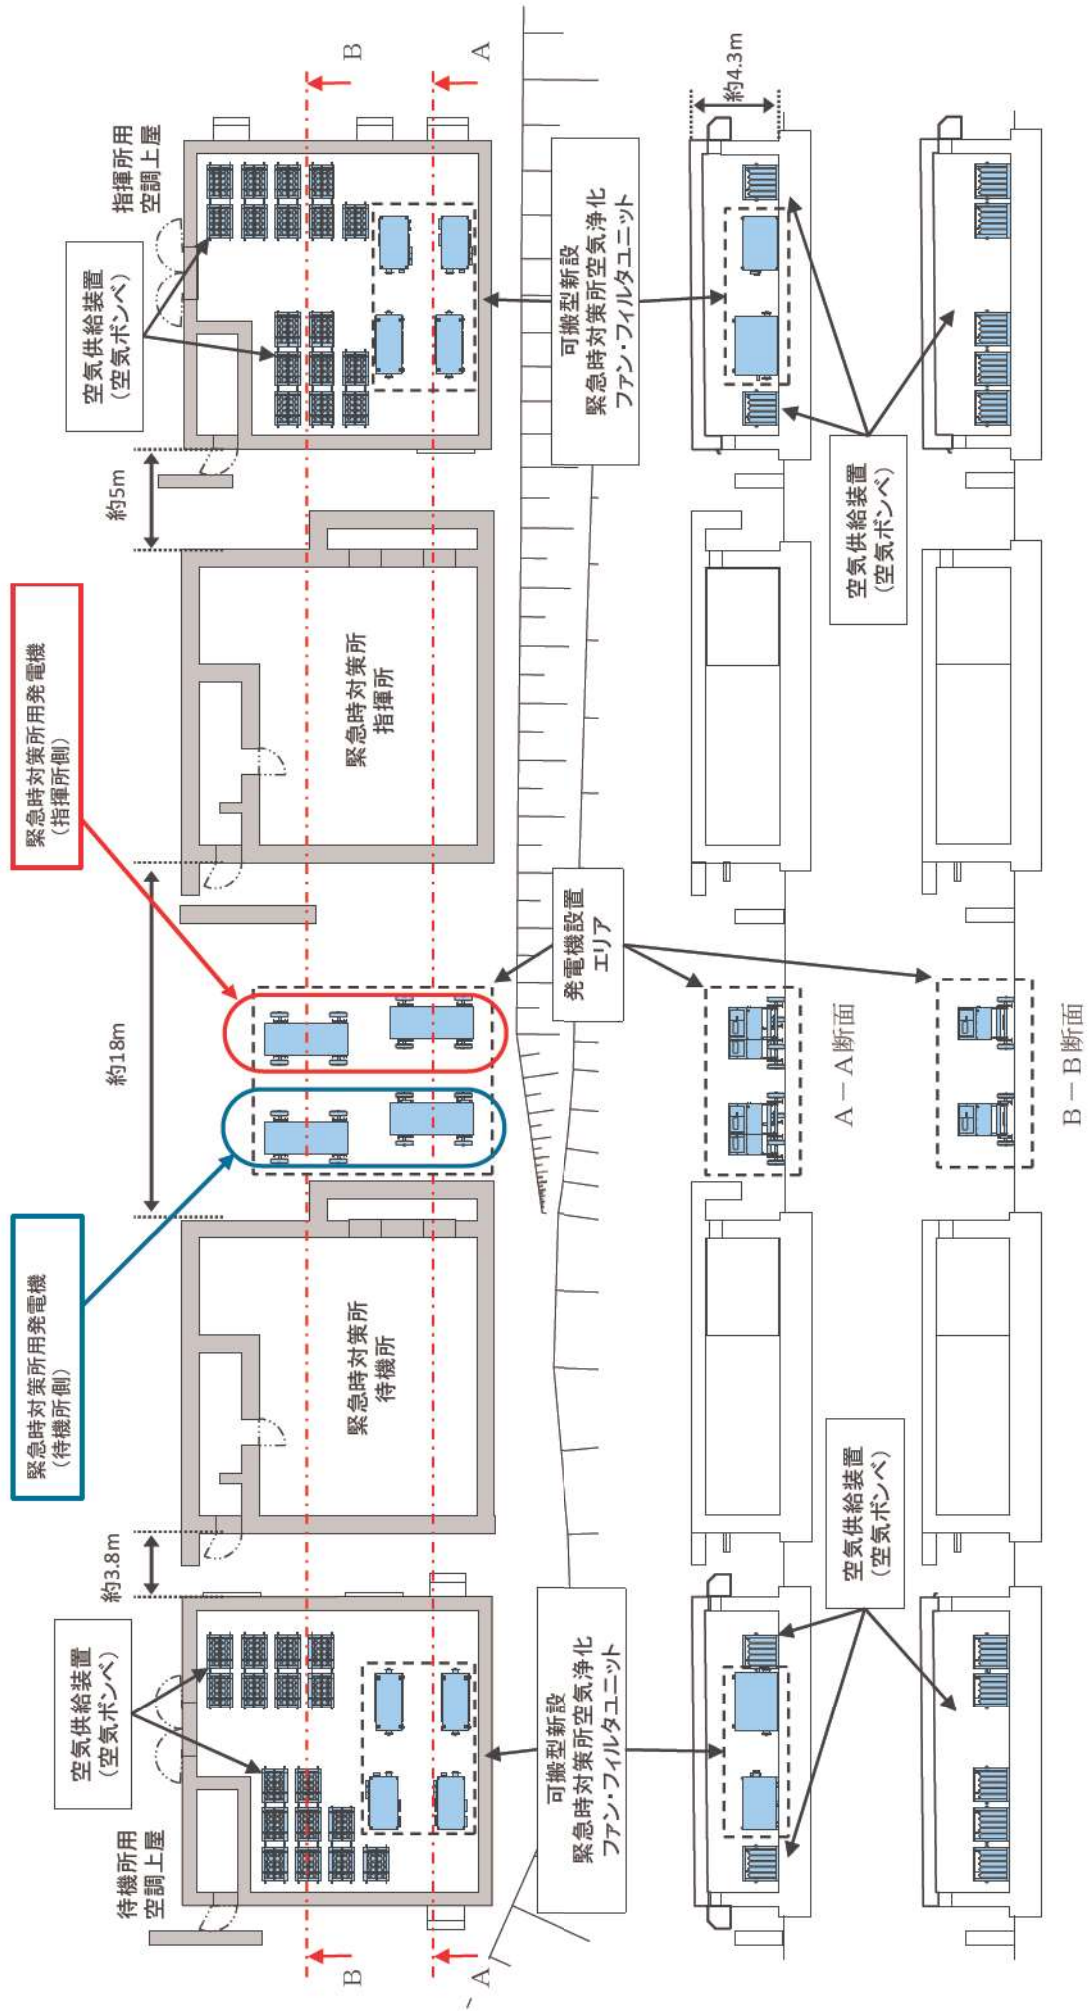 緊急時対策所用発電機
(待機所側)
緊急時対策所用発電機
(指揮所側)
待機所用
空調上屋
空気供給装置
(空気ボンベ)
約3.8m
約18m
約5m
空気供給装置
(空気ボンベ)
指揮所用
空調上屋
緊急時対策所
待機所
緊急時対策所
指揮所
B
B
A
A
可搬型新設
緊急時対策所空気浄化
ファン・フィルタユニット
発電機設置
エリア
可搬型新設
緊急時対策所空気浄化
ファン・フィルタユニット
約4.3m
A－A断面
空気供給装置
(空気ボンベ)
空気供給装置
(空気ボンベ)
B－B断面